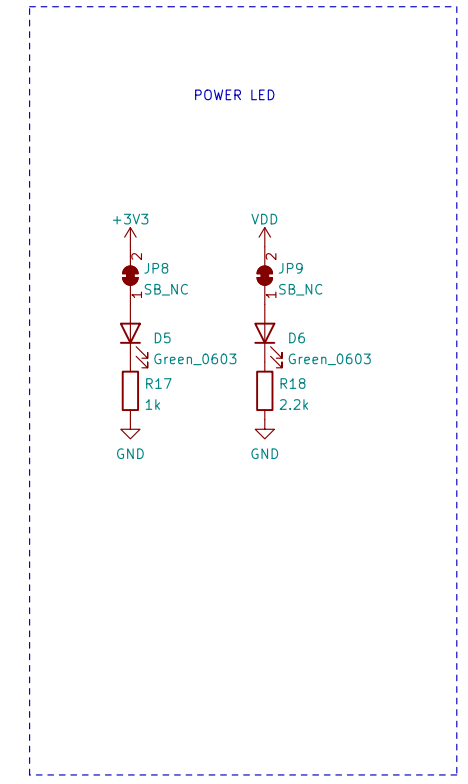 POWER LED
+3V3 VDD
2 2
JP8 JP9
SB_NC SB_NC
1 1
D5 D6
Green_0603 Green_0603
R17 R18
1k 2.2k
GND GND